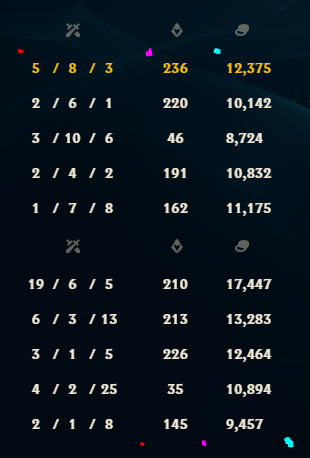 5 / 8 / 3 236 12,375
2 / 6 / 1 220 10,142
3 / 10 / 6 46 8,724
2 / 4 / 2 191 10,832
1 / 7 / 8 162 11,175
19 / 6 / 5 210 17,447
6 / 3 / 13 213 13,283
3 / 1 / 5 226 12,464
4 / 2 / 25 35 10,894
2 / 1 / 8 145 9,457